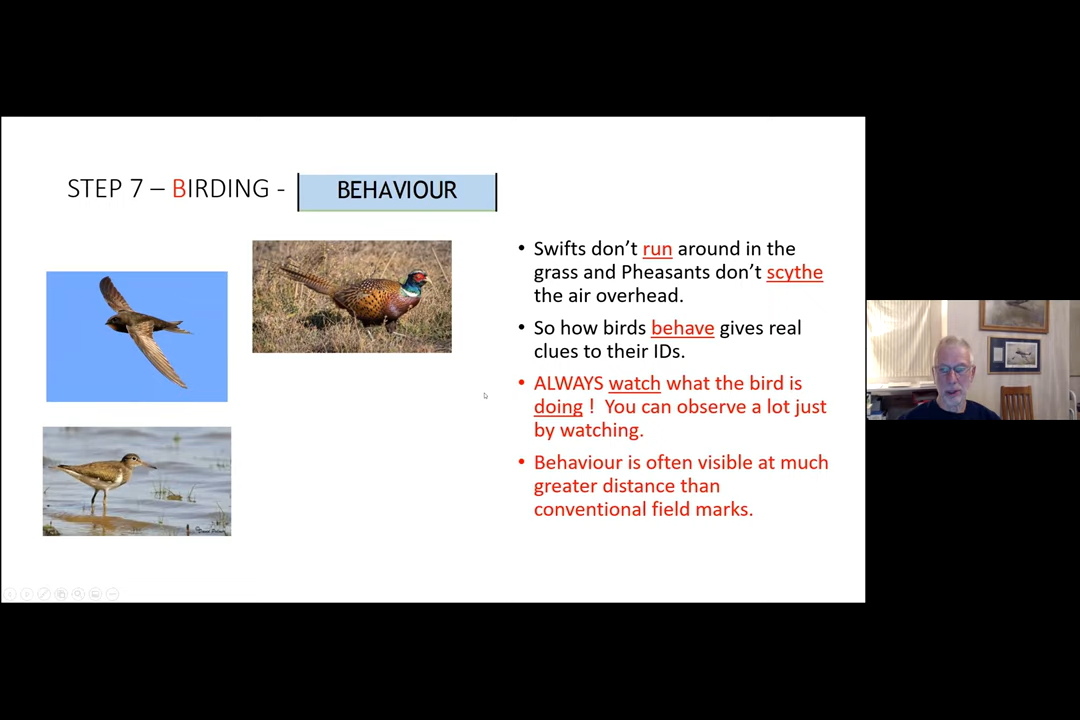 STEP 7 – BIRDING - BEHAVIOUR
• Swifts don’t run around in the
grass and Pheasants don’t scythe
the air overhead.
• So how birds behave gives real
clues to their IDs.
• ALWAYS watch what the bird is
doing ! You can observe a lot just
by watching.
• Behaviour is often visible at much
greater distance than
conventional field marks.